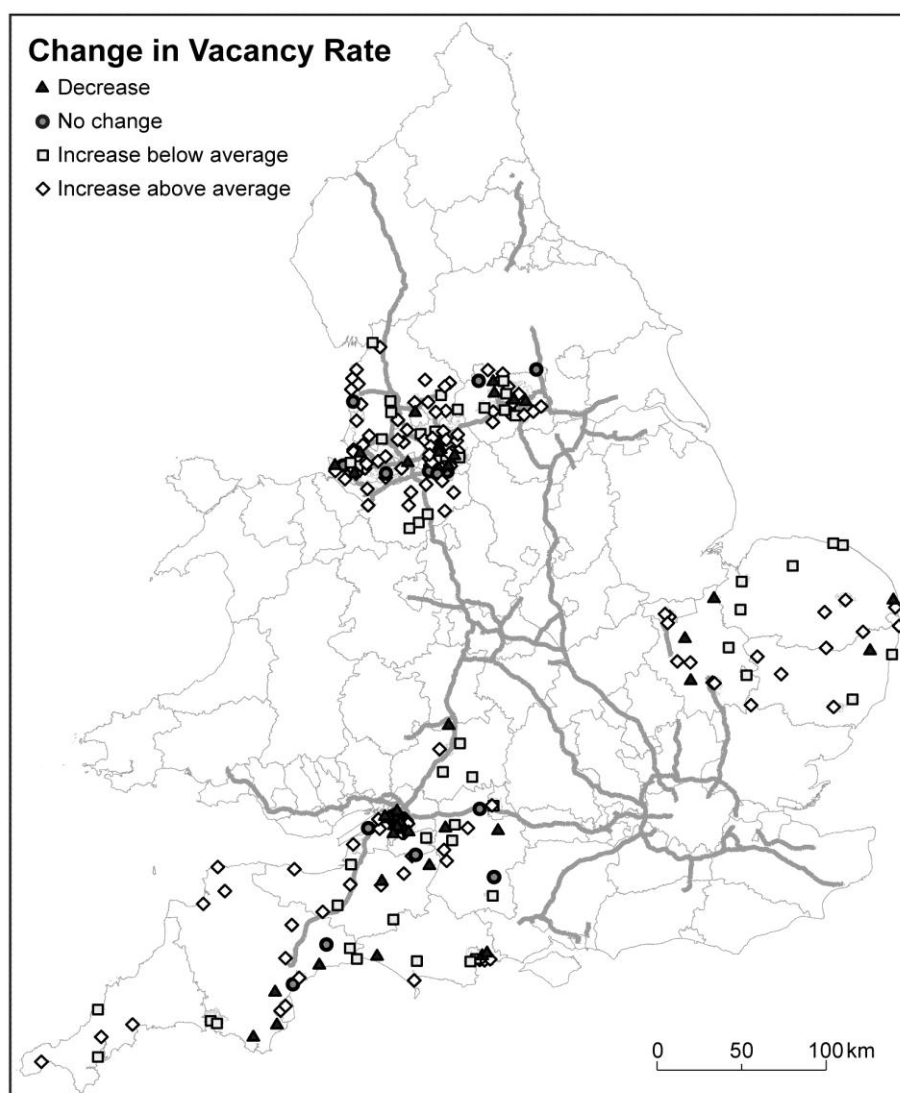 Change in Vacancy Rate
Decrease
No change
Increase below average
Increase above average
0 50 100 km